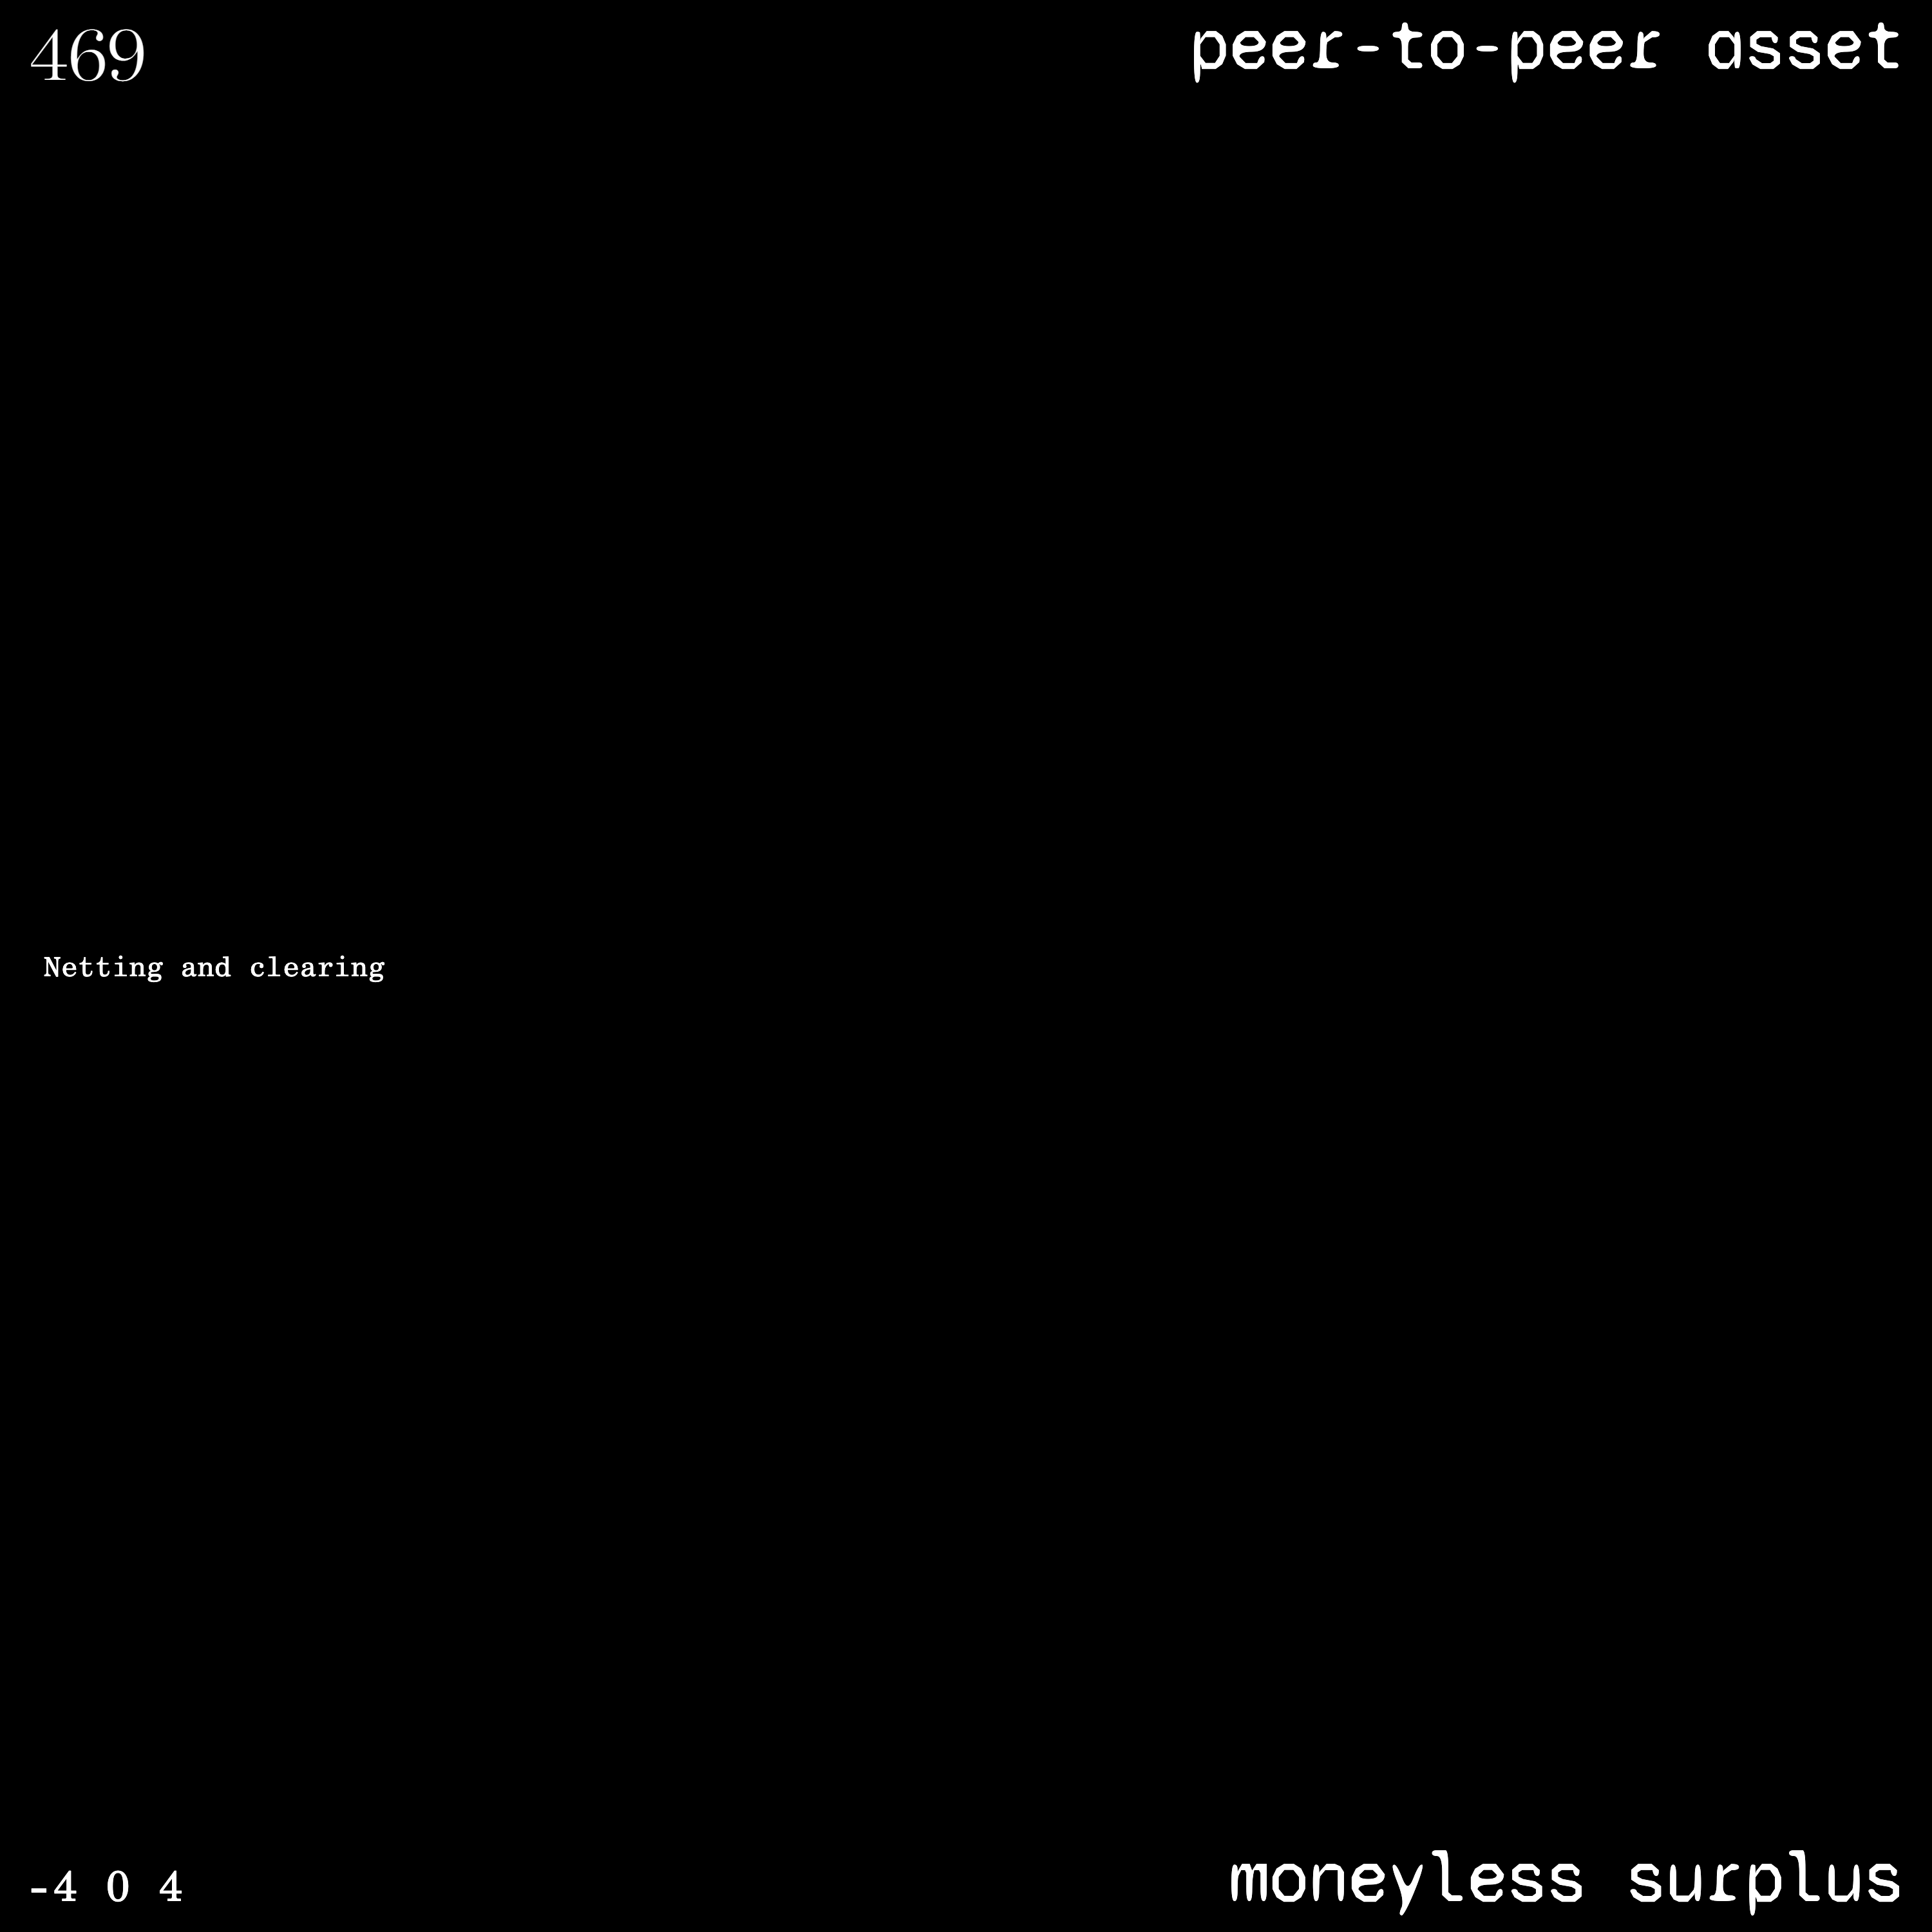 469
peer-to-peer asset
Netting and clearing
-4 0 4
moneyless surplus